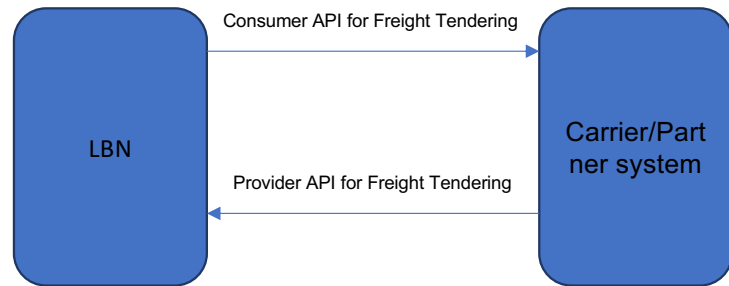 Consumer API for Freight Tendering
LBN
Carrier/Part
ner system
Provider API for Freight Tendering